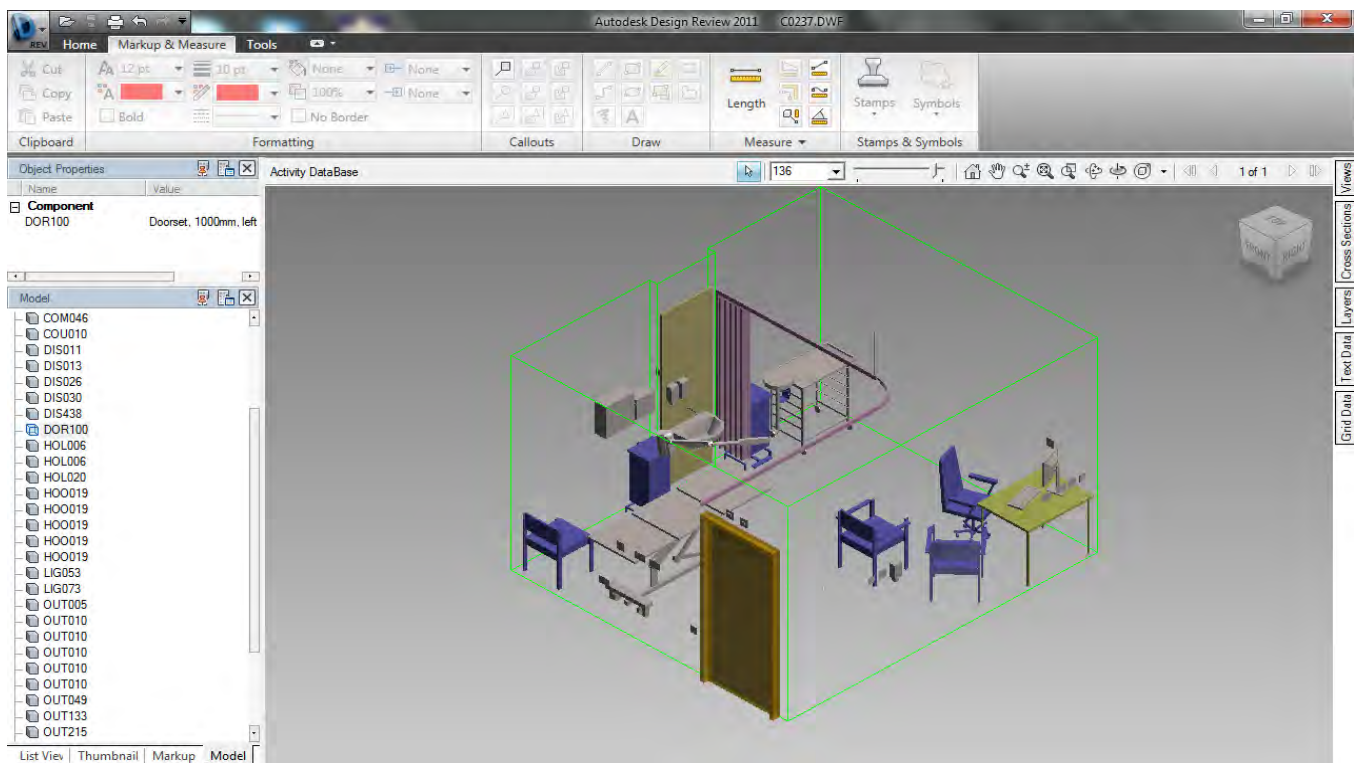 Autodesk Design Review 2011 C0237.DWF
REV
Home Markup & Measure Tools
Cut 12 pt 10 pt None None
Copy 100% None Length Stamps Symbols
Paste Bold No Border
Clipboard Formatting Callouts Draw Measure Stamps & Symbols
Object Properties
Name Value
Component
DOR100 Doorset, 1000mm, left
Activity DataBase 136 1 of 1
Views
Cross Sections
Layers
Text Data
Grid Data
TOP
FRONT RIGHT
Model
COM046
COU010
DIS011
DIS013
DIS026
DIS030
DIS438
DOR100
HOL006
HOL006
HOL020
HOO019
HOO019
HOO019
HOO019
HOO019
LIG053
LIG073
OUT005
OUT010
OUT010
OUT010
OUT010
OUT010
OUT049
OUT133
OUT215
List View Thumbnail Markup Model